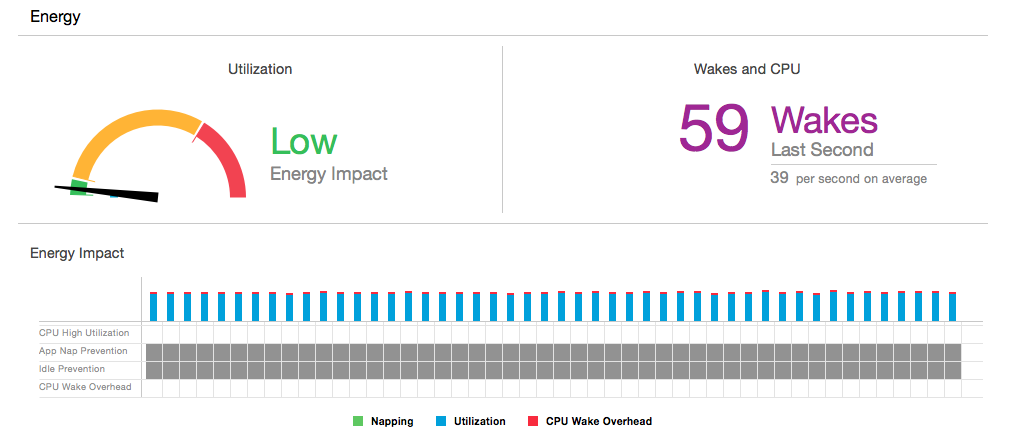 Energy
Utilization
Low
Energy Impact
Wakes and CPU
59 Wakes
Last Second
39 per second on average
Energy Impact
CPU High Utilization
App Nap Prevention
Idle Prevention
CPU Wake Overhead
Napping Utilization CPU Wake Overhead